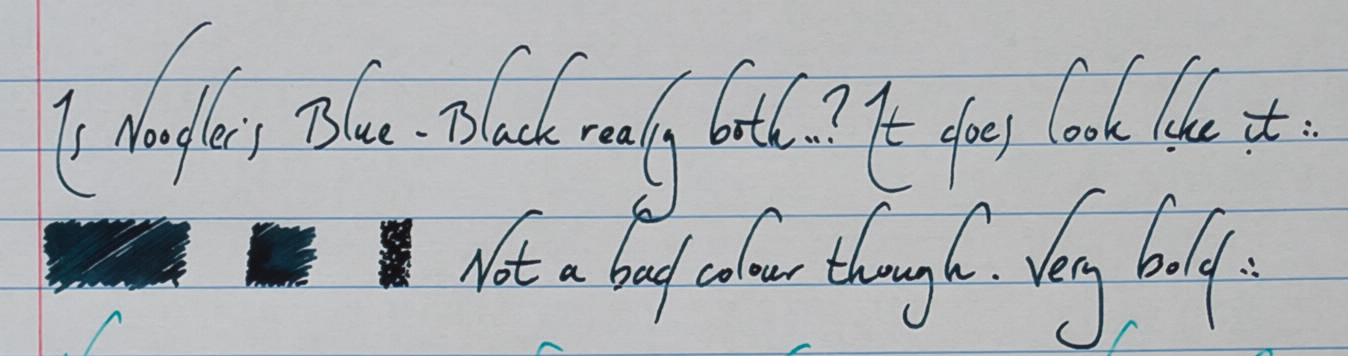 Is Noodler's Blue-Black really both...? It does look like it ∴
Not a bad colour though. Very bold ∴